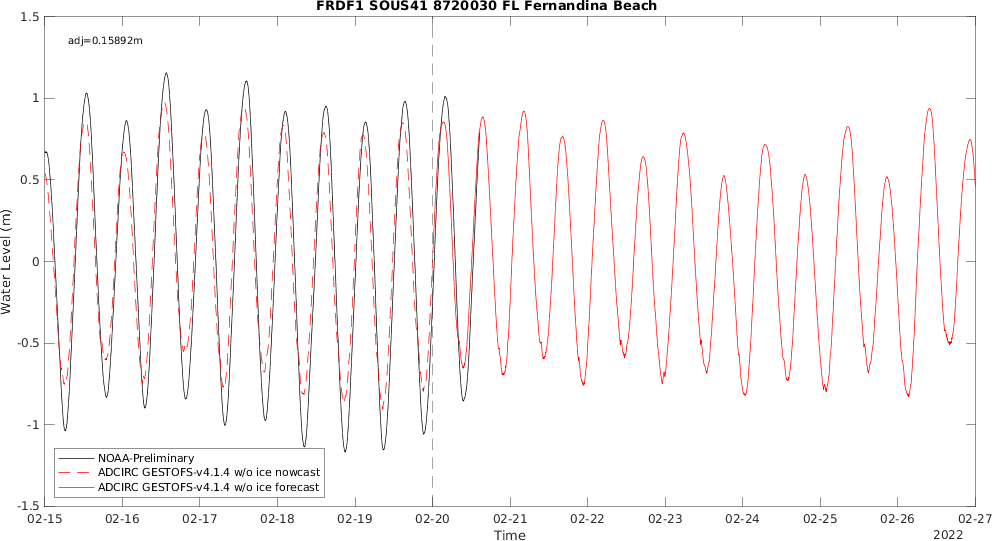 FRDF1 SOUS41 8720030 FL Fernandina Beach
1.5
adj=0.15892m
1
0.5
0
-0.5
-1
-1.5
Water Level (m)
NOAA-Preliminary
ADCIRC GESTOFS-v4.1.4 w/o ice nowcast
ADCIRC GESTOFS-v4.1.4 w/o ice forecast
02-15 02-16 02-17 02-18 02-19 02-20 02-21 02-22 02-23 02-24 02-25 02-26 02-27
Time
2022